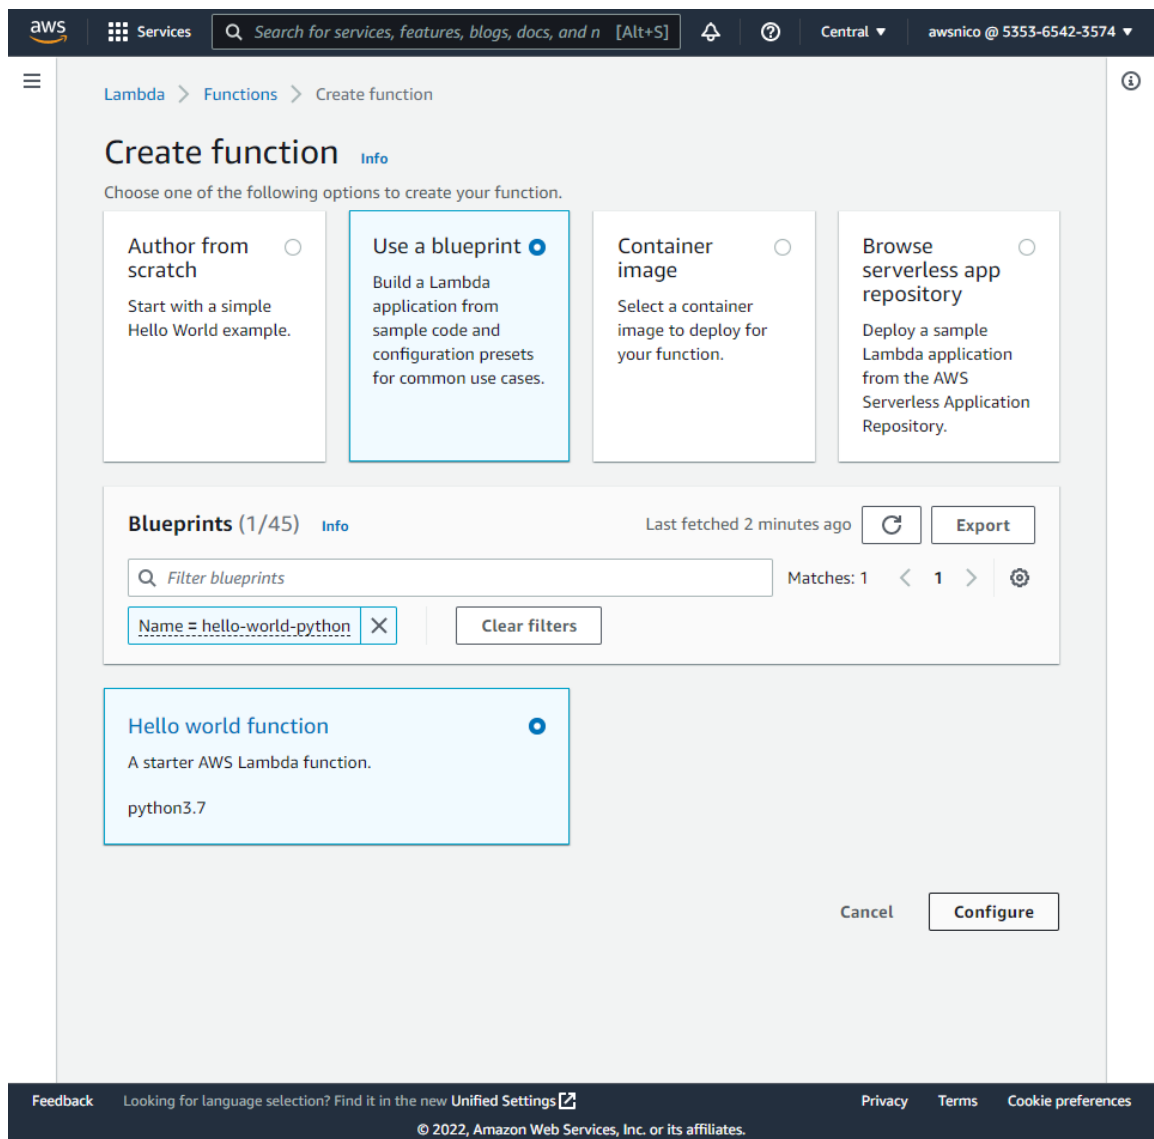 aws
Services
Search for services, features, blogs, docs, and n [Alt+S]
Central ▼
awsnico @ 5353-6542-3574 ▼
Lambda > Functions > Create function
Create function Info
Choose one of the following options to create your function.
Author from
scratch
Start with a simple
Hello World example.
Use a blueprint
Build a Lambda
application from
sample code and
configuration presets
for common use cases.
Container
image
Select a container
image to deploy for
your function.
Browse
serverless app
repository
Deploy a sample
Lambda application
from the AWS
Serverless Application
Repository.
Blueprints (1/45) Info
Last fetched 2 minutes ago
Export
Filter blueprints
Matches: 1 < 1 >
Name = hello-world-python
Clear filters
Hello world function
A starter AWS Lambda function.
python3.7
Cancel
Configure
Feedback
Looking for language selection? Find it in the new Unified Settings
Privacy
Terms
Cookie preferences
© 2022, Amazon Web Services, Inc. or its affiliates.